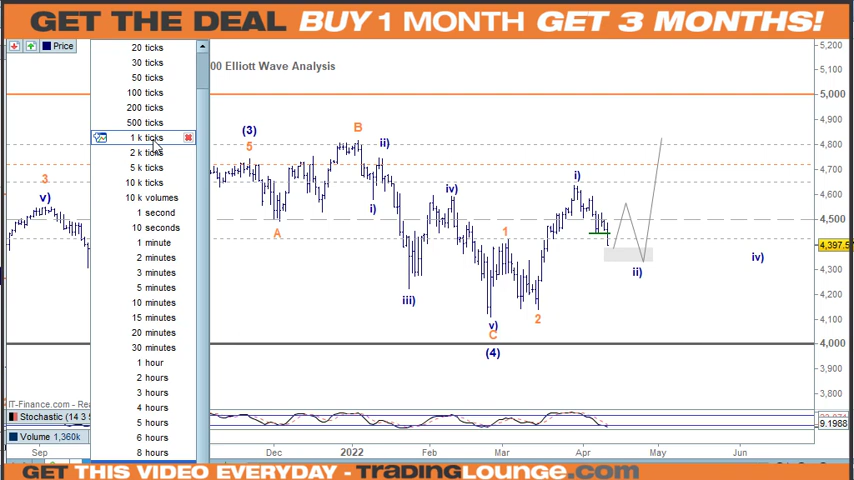 GET THE DEAL BUY 1 MONTH GET 3 MONTHS!
Price
00 Elliott Wave Analysis
20 ticks
30 ticks
50 ticks
100 ticks
200 ticks
500 ticks
1 k ticks
2 k ticks
5 k ticks
10 k ticks
10 k volumes
1 second
10 seconds
1 minute
2 minutes
3 minutes
5 minutes
10 minutes
15 minutes
20 minutes
30 minutes
1 hour
2 hours
3 hours
4 hours
5 hours
6 hours
8 hours
3
v)
(3)
5
A
B
i)
ii)
iii)
iv)
v)
C
(4)
1
2
i)
ii)
iv)
5,200
5,100
5,000
4,800
4,700
4,600
4,500
4,397.5
4,300
4,200
4,100
4,000
3,900
3,800
IT-Finance.com - Rea
Stochastic (14 3 5
9.1988
Volume 1,360k
Sep
Dec
2022
Feb
Mar
Apr
May
Jun
GET THIS VIDEO EVERYDAY - TradingLounge.com